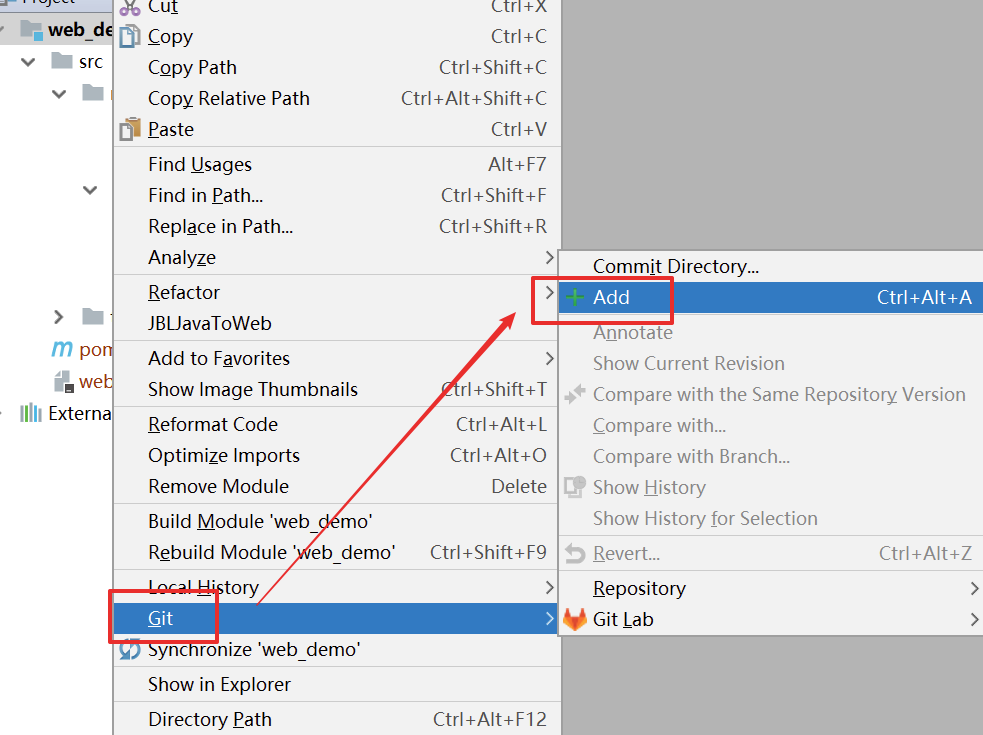 Project
Cut Ctrl+X
web_de
Copy Ctrl+C
src
Copy Path Ctrl+Shift+C
Copy Relative Path Ctrl+Alt+Shift+C
Paste Ctrl+V
Find Usages Alt+F7
Find in Path... Ctrl+Shift+F
Replace in Path... Ctrl+Shift+R
Analyze
Refactor
JBLJavaToWeb
Add to Favorites
Show Image Thumbnails Ctrl+Shift+T
Reformat Code Ctrl+Alt+L
Optimize Imports Ctrl+Alt+O
Remove Module Delete
Build Module 'web_demo'
Rebuild Module 'web_demo' Ctrl+Shift+F9
Local History
Git
Synchronize 'web_demo'
Show in Explorer
Directory Path Ctrl+Alt+F12
pom
web
Externa
Commit Directory...
Add Ctrl+Alt+A
Annotate
Show Current Revision
Compare with the Same Repository Version
Compare with...
Compare with Branch...
Show History
Show History for Selection
Revert... Ctrl+Alt+Z
Repository
Git Lab